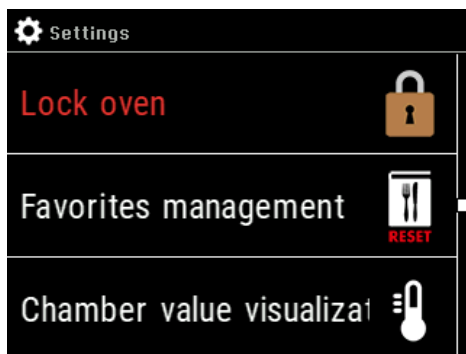 Settings
Lock oven
Favorites management
RESET
Chamber value visualizat